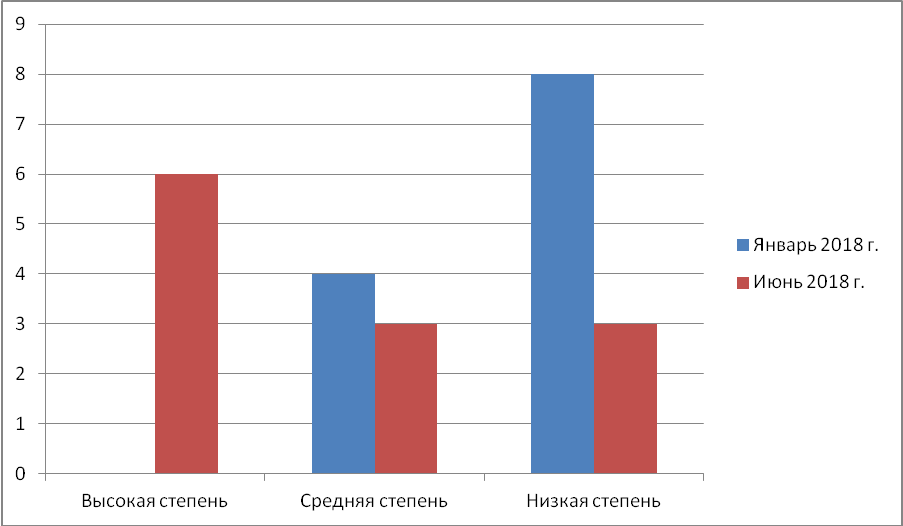 9
8
7
6
5
4
3
2
1
0
Высокая степень
Средняя степень
Низкая степень
Январь 2018 г.
Июнь 2018 г.